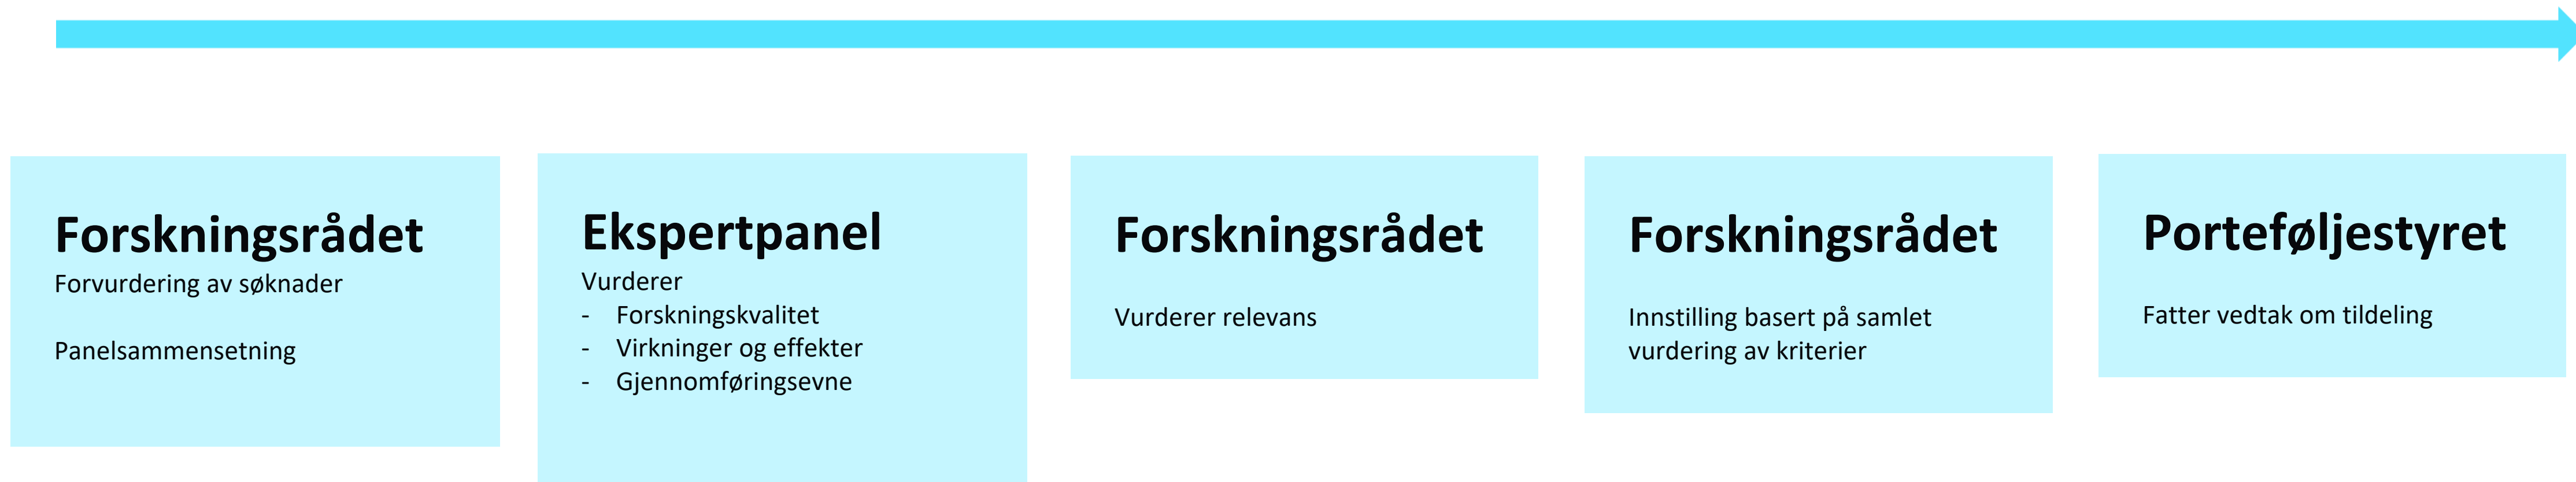 Forskningsrådet
Forvurdering av søknader
Panelsammensetning
Ekspertpanel
Vurderer
- Forskningskvalitet
- Virkninger og effekter
- Gjennomføringsevne
Forskningsrådet
Vurderer relevans
Forskningsrådet
Innstilling basert på samlet
vurdering av kriterier
Porteføljestyret
Fatter vedtak om tildeling